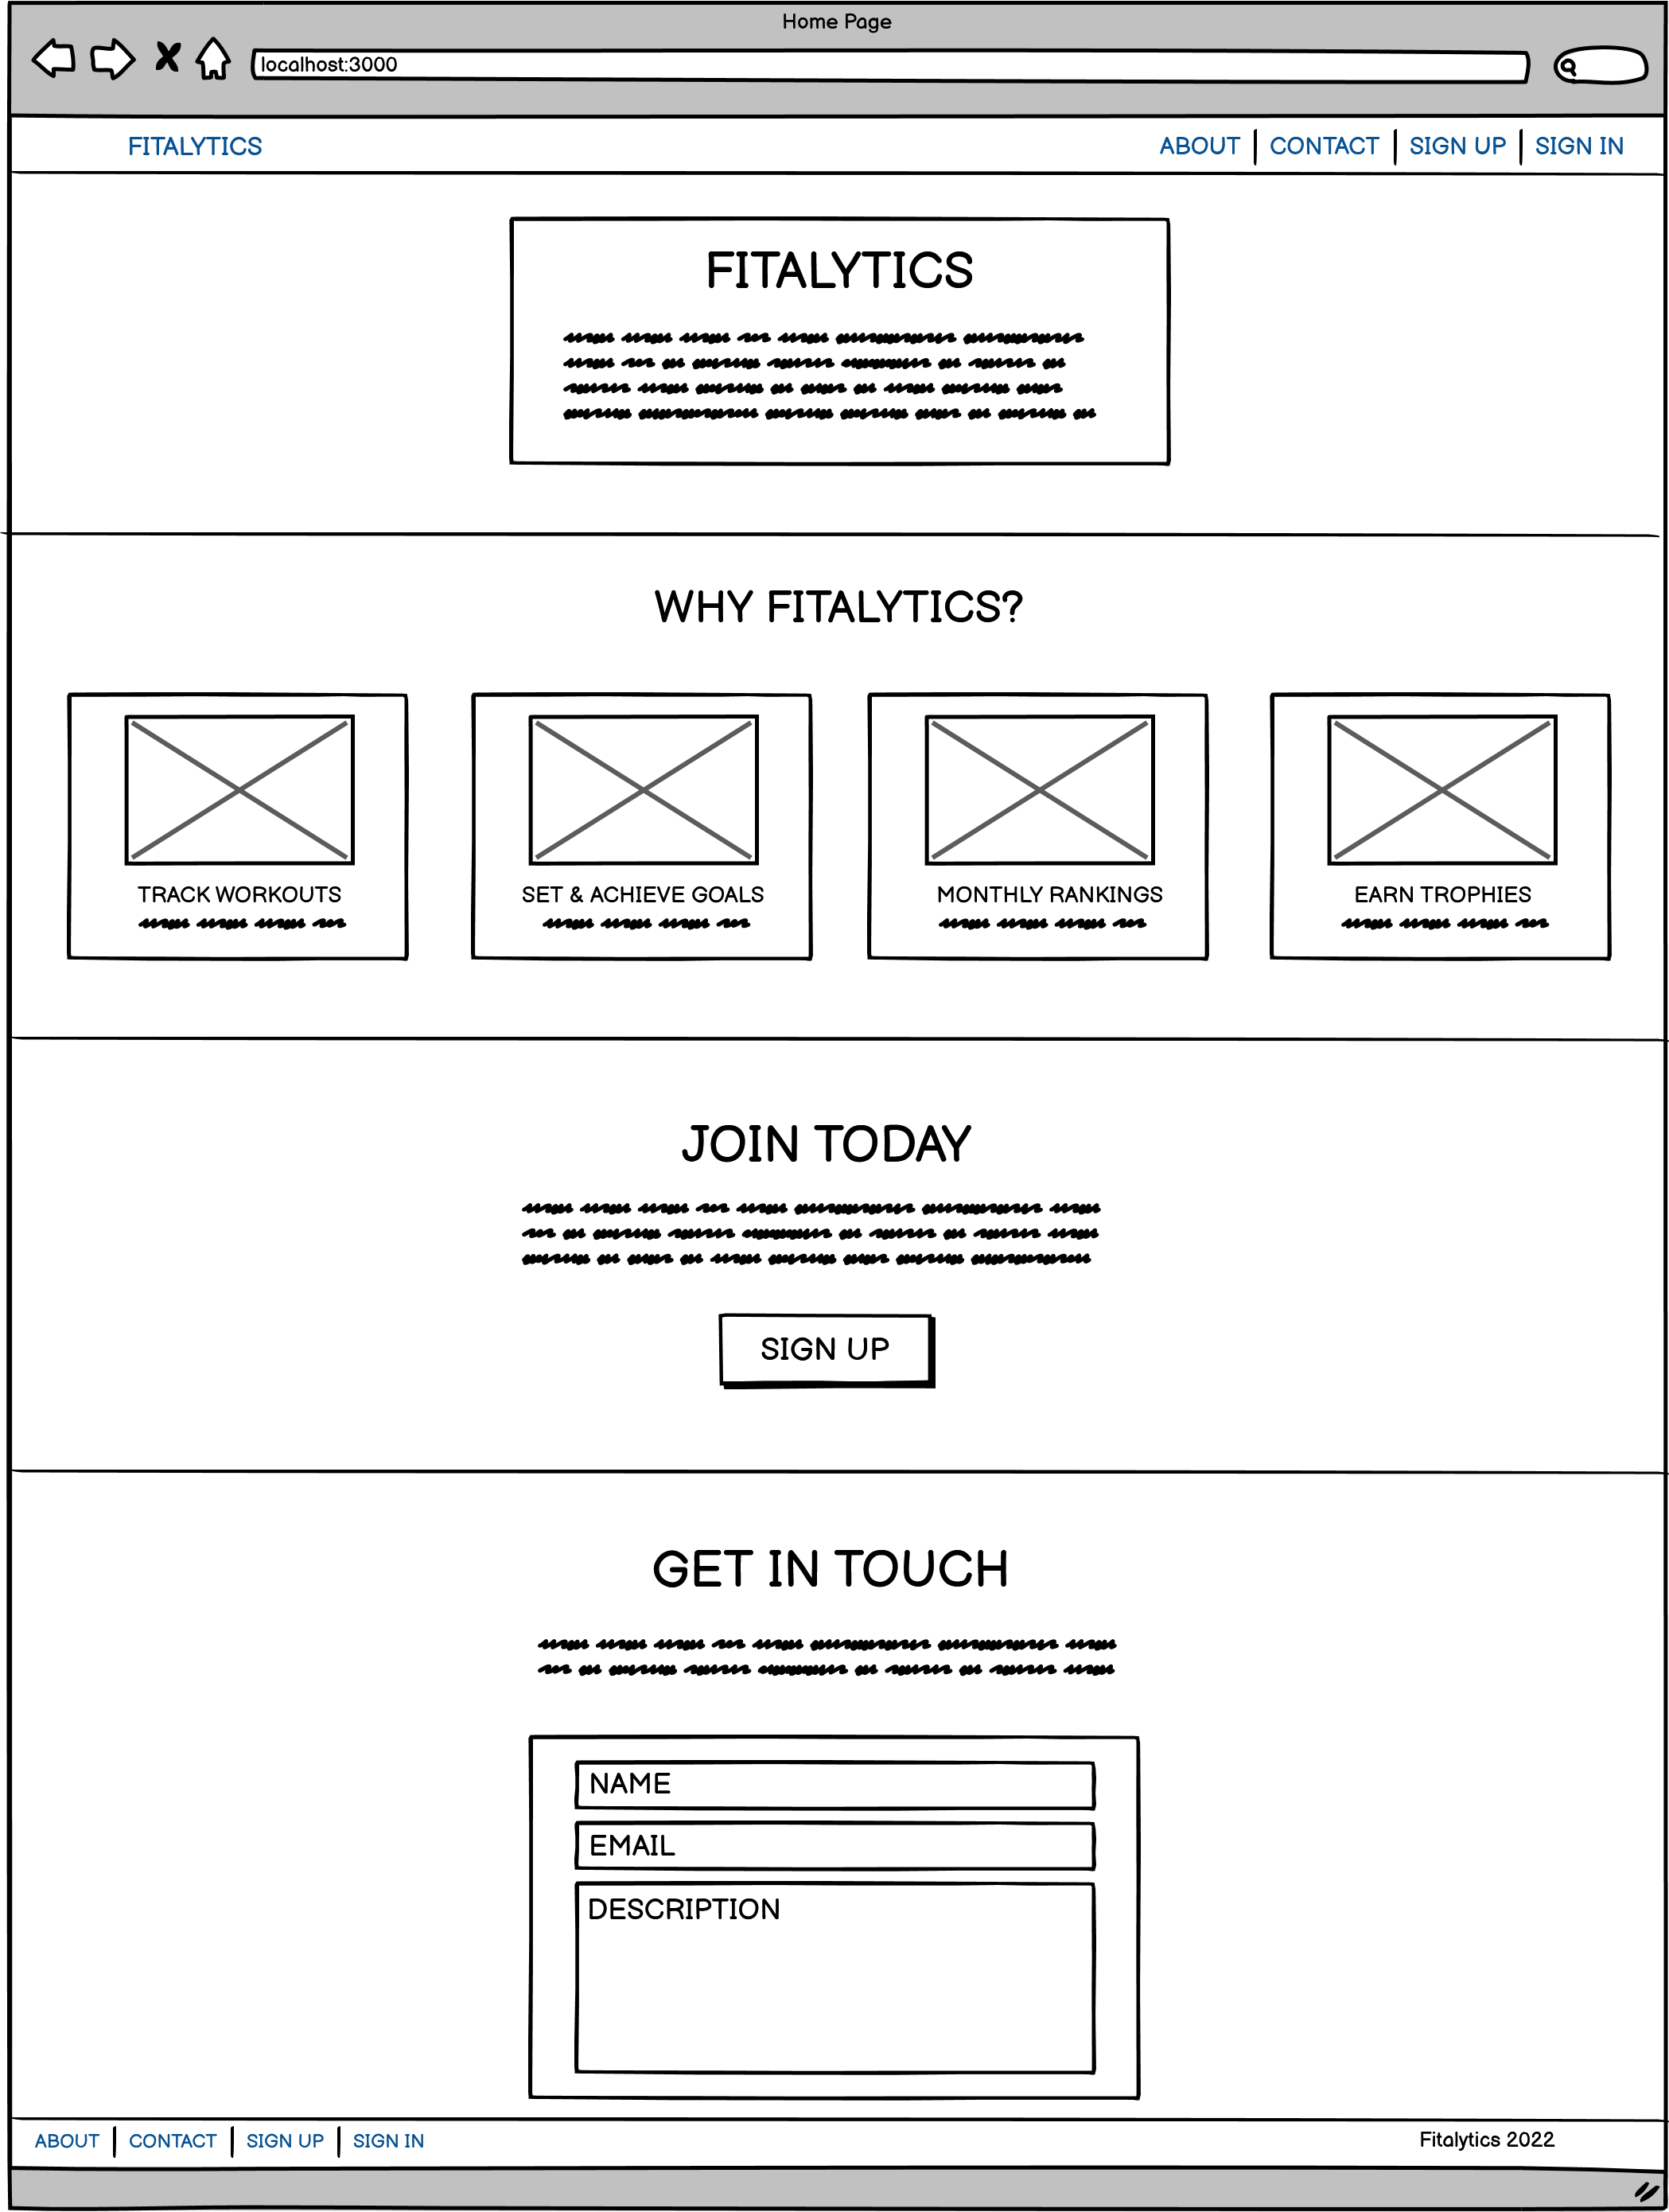 Home Page
localhost:3000
FITALYTICS
ABOUT CONTACT SIGN UP SIGN IN
FITALYTICS
WHY FITALYTICS?
TRACK WORKOUTS
SET & ACHIEVE GOALS
MONTHLY RANKINGS
EARN TROPHIES
JOIN TODAY
SIGN UP
GET IN TOUCH
NAME
EMAIL
DESCRIPTION
ABOUT CONTACT SIGN UP SIGN IN
Fitalytics 2022